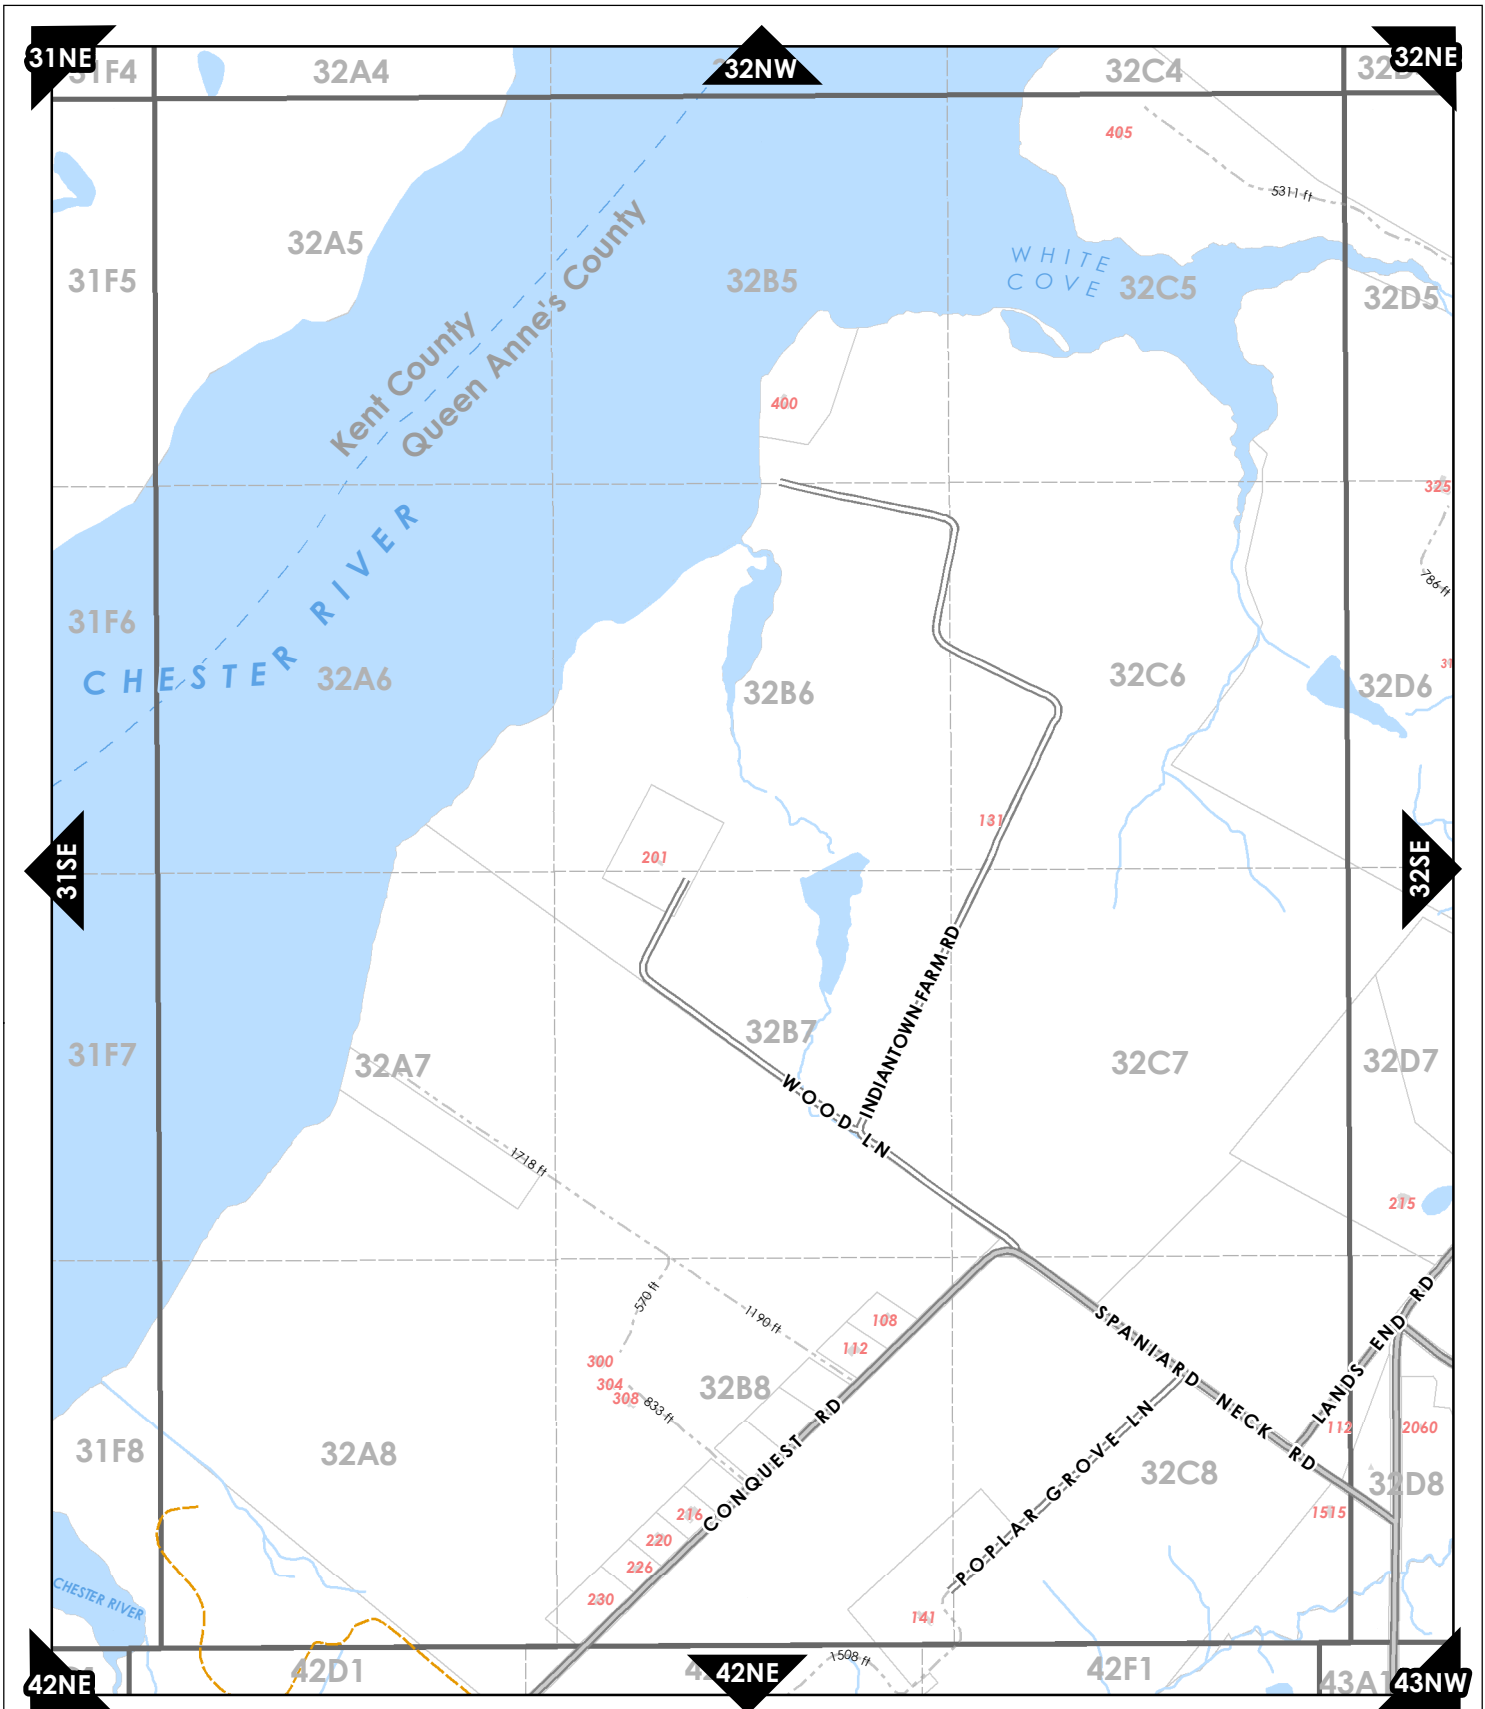 31NE
32NW
32NE
31F4
32A4
32C4
405
5311 ft
32A5
31F5
32B5
WHITE
COVE
32C5
32D5
Kent County
Queen Anne's County
400
325
CHESTER RIVER
786 ft
31F6
32A6
32B6
32C6
32D6
131
201
31SE
32SE
INDIANTOWN FARM RD
31F7
32A7
32B7
32C7
32D7
WOOD LN
1718 ft
215
570 ft
1190 ft
108
112
SPANIARD NECK RD
LANDS END RD
300
304
308
833 ft
32B8
CONQUEST RD
POPLAR GROVE LN
112
2060
31F8
32A8
32C8
32D8
216
220
226
230
1515
CHESTER RIVER
141
1508 ft
42NE
42D1
42NE
42F1
43A1
43NW